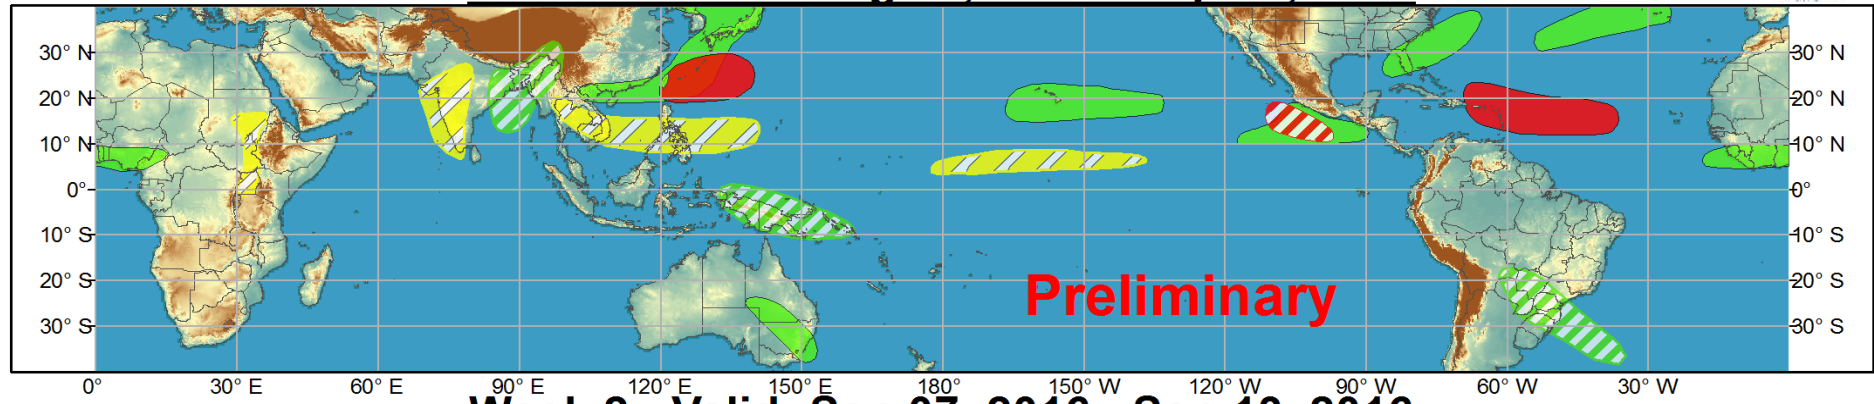 30° N 30° N
20° N 20° N
10° N 10° N
0° 0°
10° S 10° S
20° S Preliminary 20° S
30° S 30° S
0° 30° E 60° E 90° E 120° E 150° E 180° 150° W 120° W 90° W 60° W 30° W